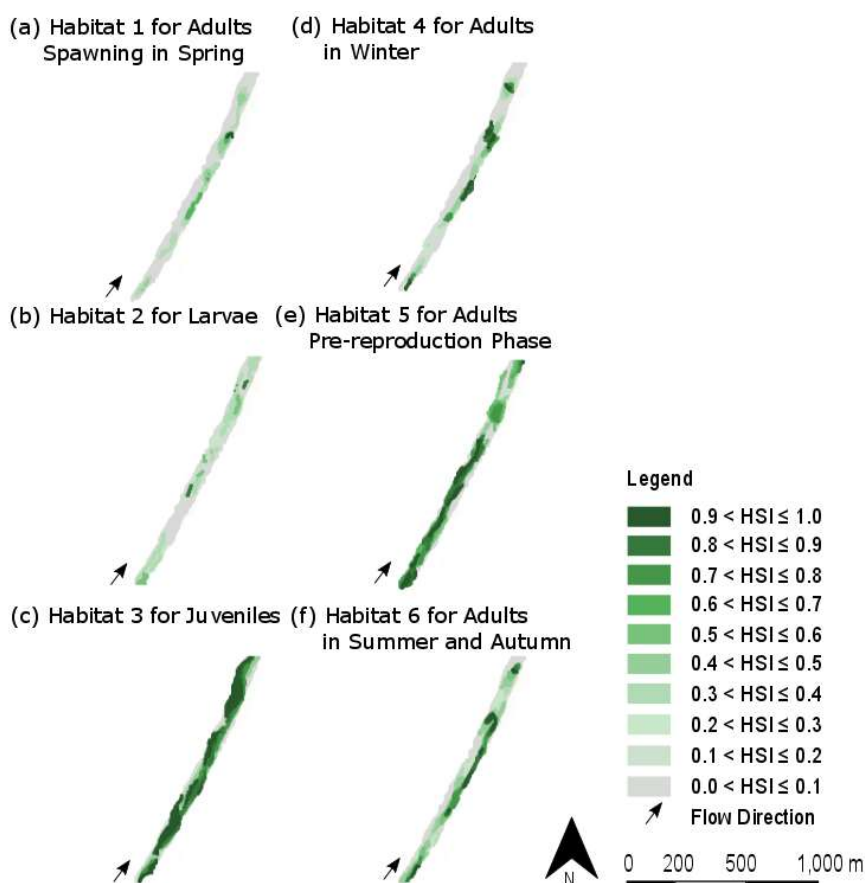 (a) Habitat 1 for Adults
Spawning in Spring
(d) Habitat 4 for Adults
in Winter
(b) Habitat 2 for Larvae
(e) Habitat 5 for Adults
Pre-reproduction Phase
(c) Habitat 3 for Juveniles
(f) Habitat 6 for Adults
in Summer and Autumn
Legend
0.9 < HSI ≤ 1.0
0.8 < HSI ≤ 0.9
0.7 < HSI ≤ 0.8
0.6 < HSI ≤ 0.7
0.5 < HSI ≤ 0.6
0.4 < HSI ≤ 0.5
0.3 < HSI ≤ 0.4
0.2 < HSI ≤ 0.3
0.1 < HSI ≤ 0.2
0.0 < HSI ≤ 0.1
Flow Direction
N
0 200 500 1,000 m